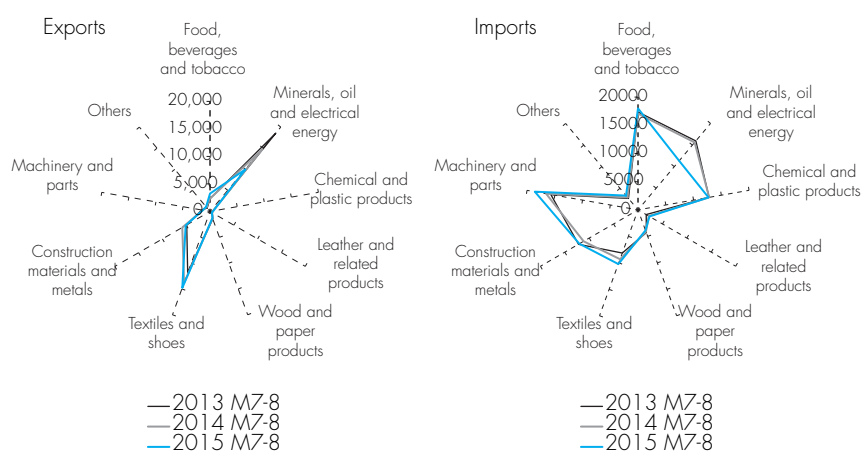 Exports
Food,
beverages
and tobacco
20,000
15,000
10,000
5,000
0
Minerals, oil
and electrical
energy
Chemical and
plastic products
Leather and
related
products
Wood and
paper
products
Textiles and
shoes
Construction
materials and
metals
Machinery and
parts
Others
2013 M7-8
2014 M7-8
2015 M7-8
Imports
Food,
beverages
and tobacco
20000
15000
10000
5000
0
Minerals, oil
and electrical
energy
Chemical and
plastic products
Leather and
related
products
Wood and
paper
products
Textiles and
shoes
Construction
materials and
metals
Machinery and
parts
Others
2013 M7-8
2014 M7-8
2015 M7-8